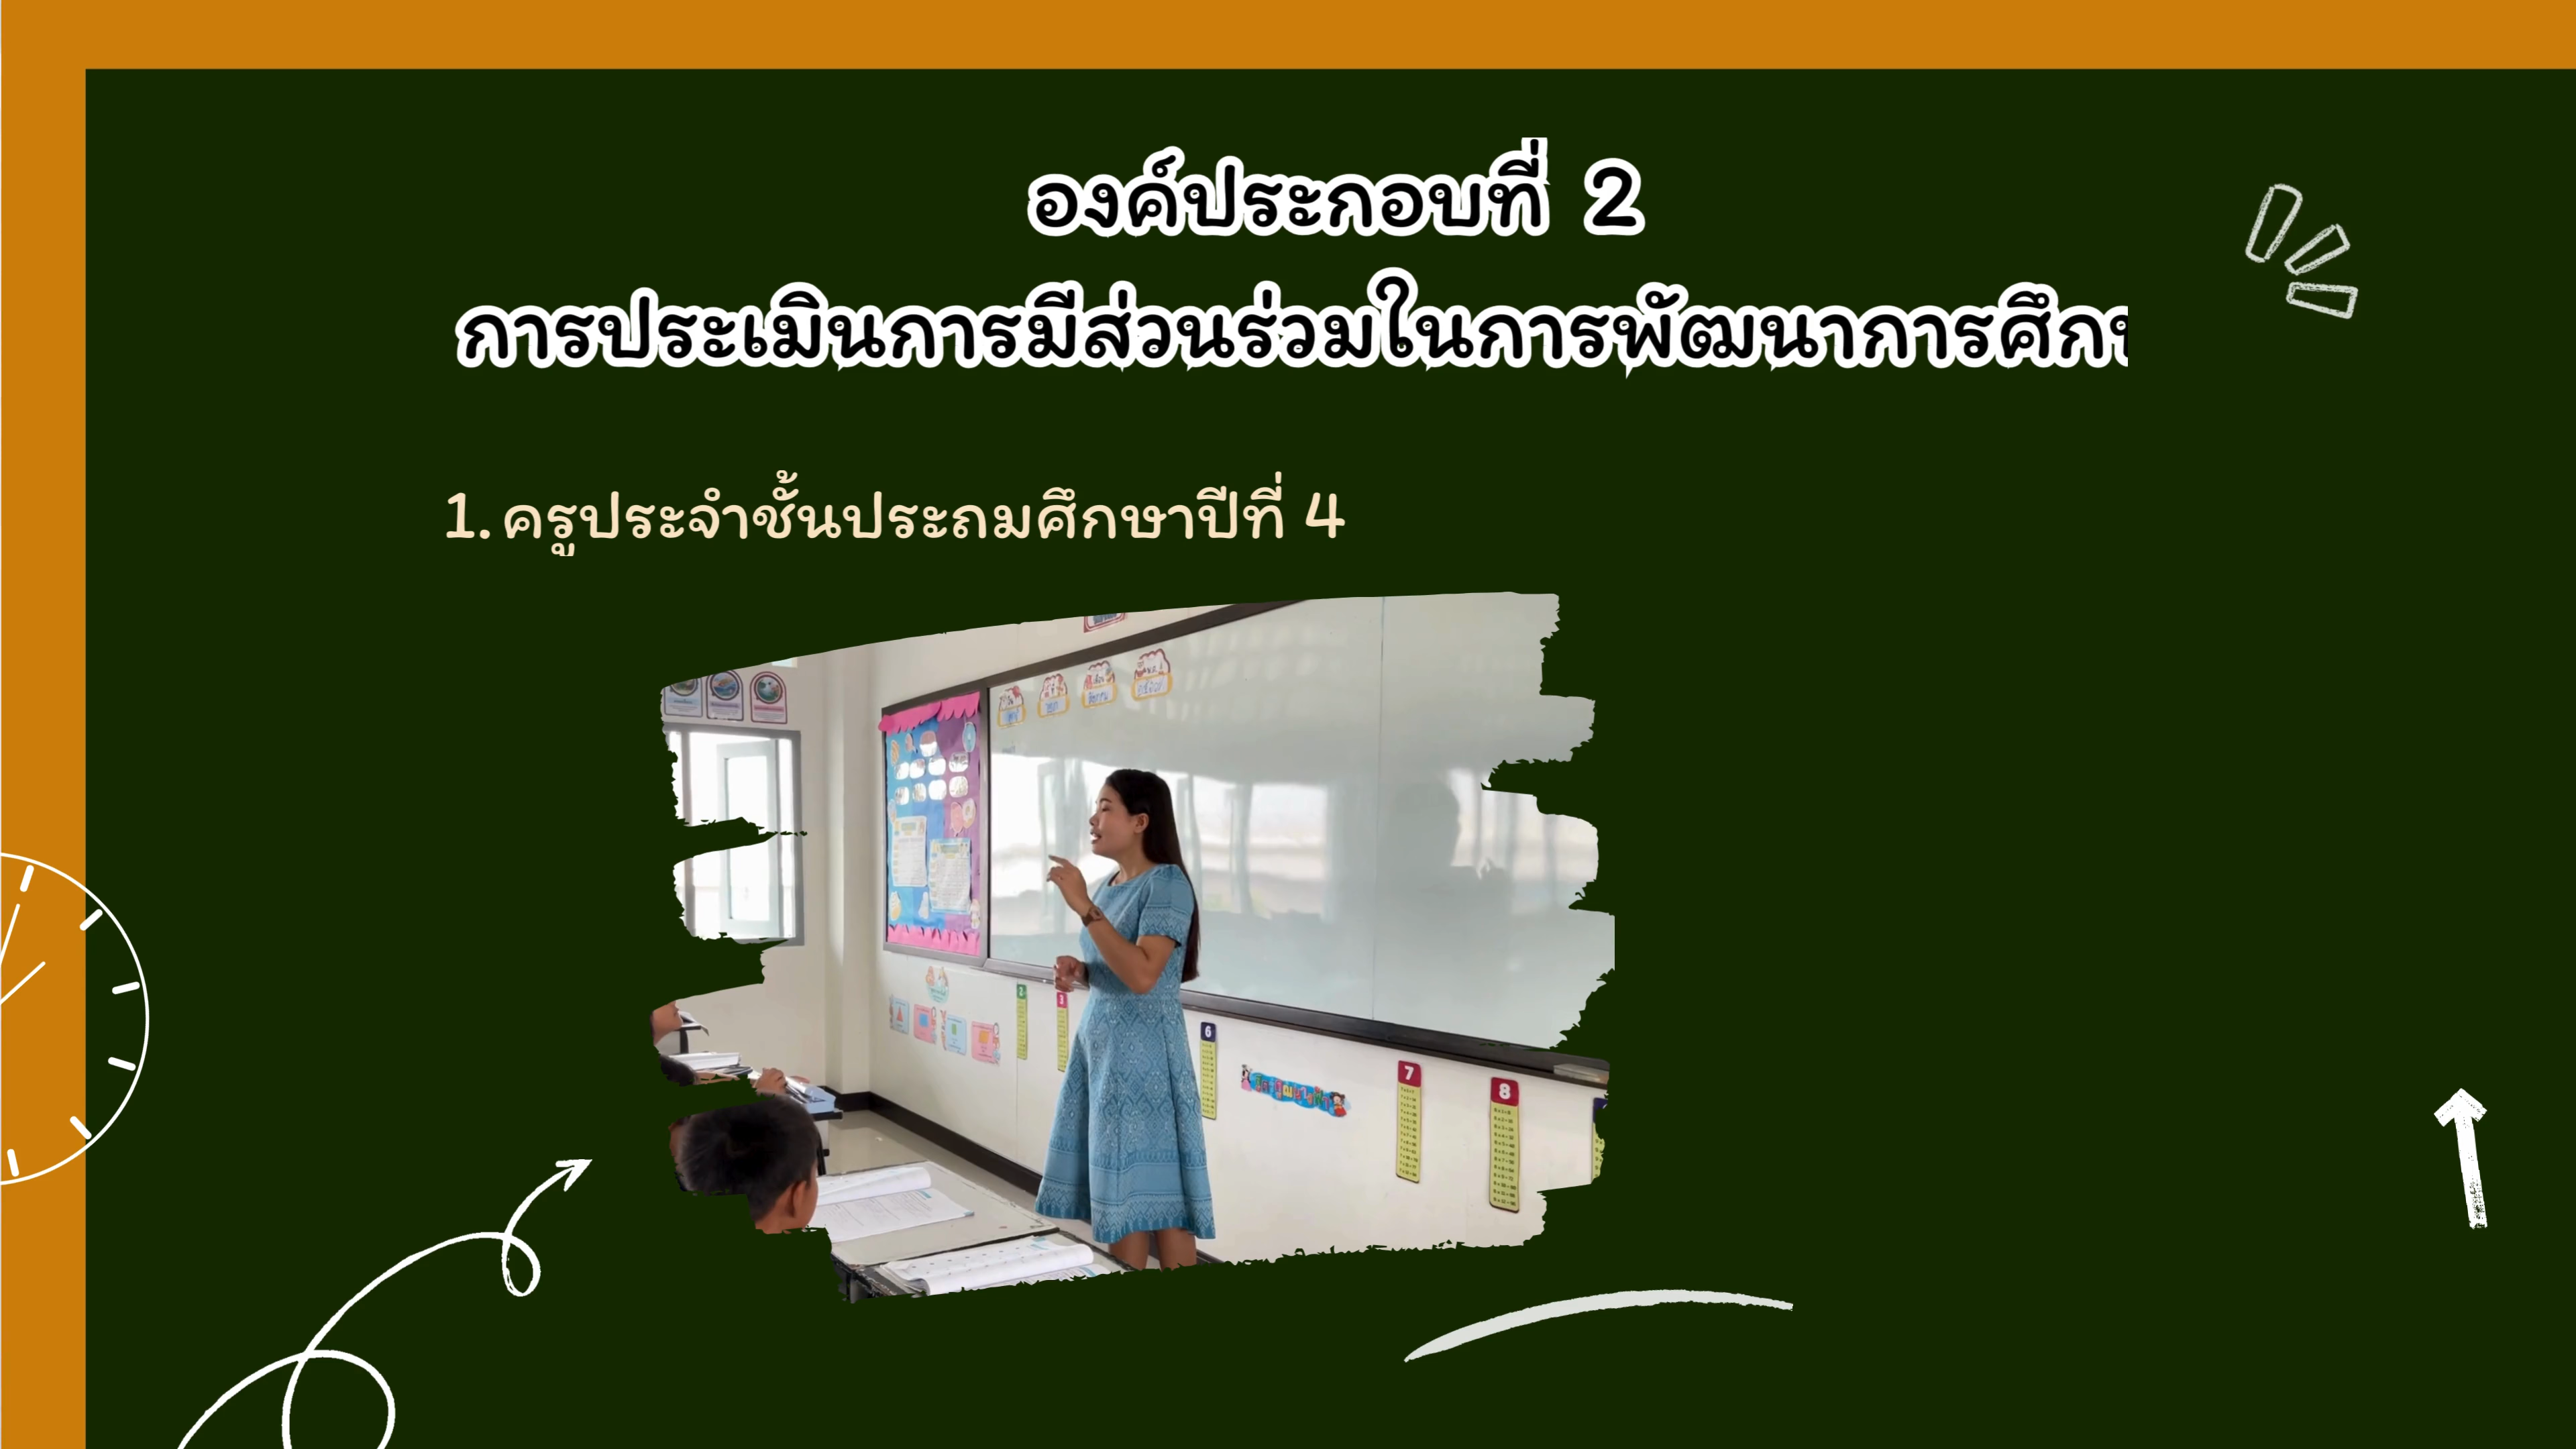 องค์ประกอบที่ 2
การประเมินการมีส่วนร่วมในการพัฒนาการศึก
1. ครูประจำชั้นประถมศึกษาปีที่ 4
6
7
8